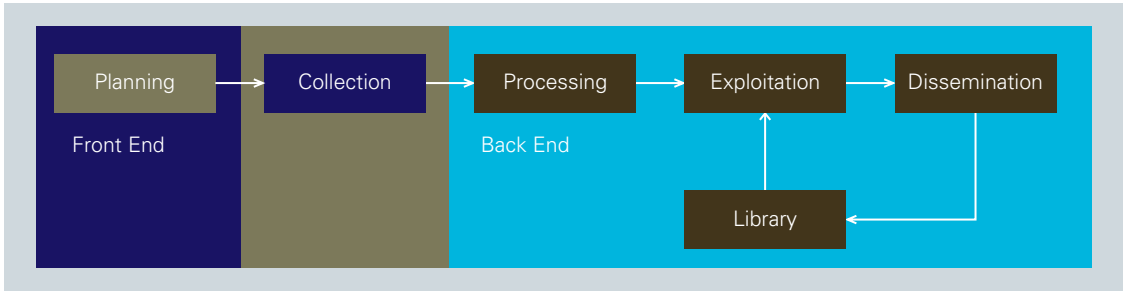 Planning
Collection
Processing
Exploitation
Dissemination
Front End
Back End
Library